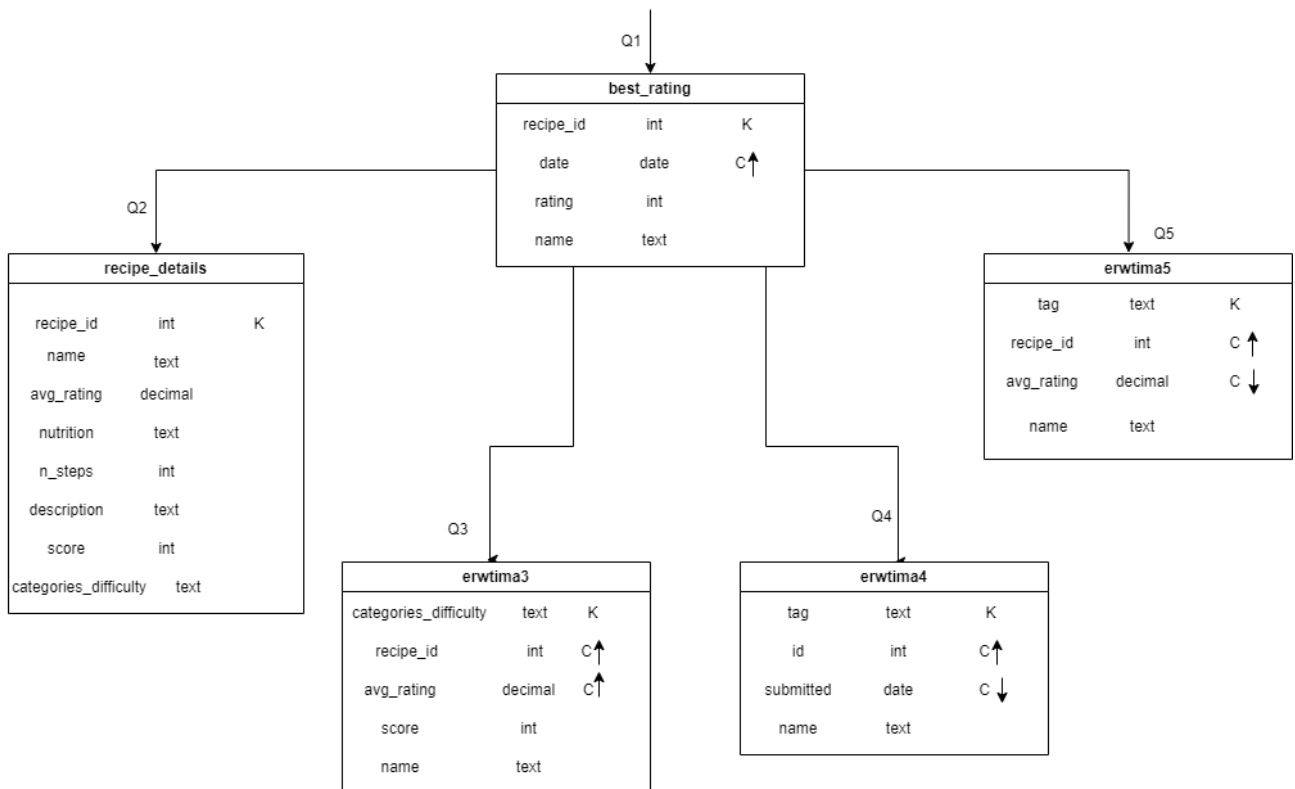 Q1
best_rating
recipe_id int K
date date C
rating int
name text
Q2
Q5
recipe_details
recipe_id int K
name text
avg_rating decimal
nutrition text
n_steps int
description text
score int
categories_difficulty text
erwtima5
tag text K
recipe_id int C
avg_rating decimal C
name text
Q3
Q4
erwtima3
categories_difficulty text K
recipe_id int C
avg_rating decimal C
score int
name text
erwtima4
tag text K
id int C
submitted date C
name text